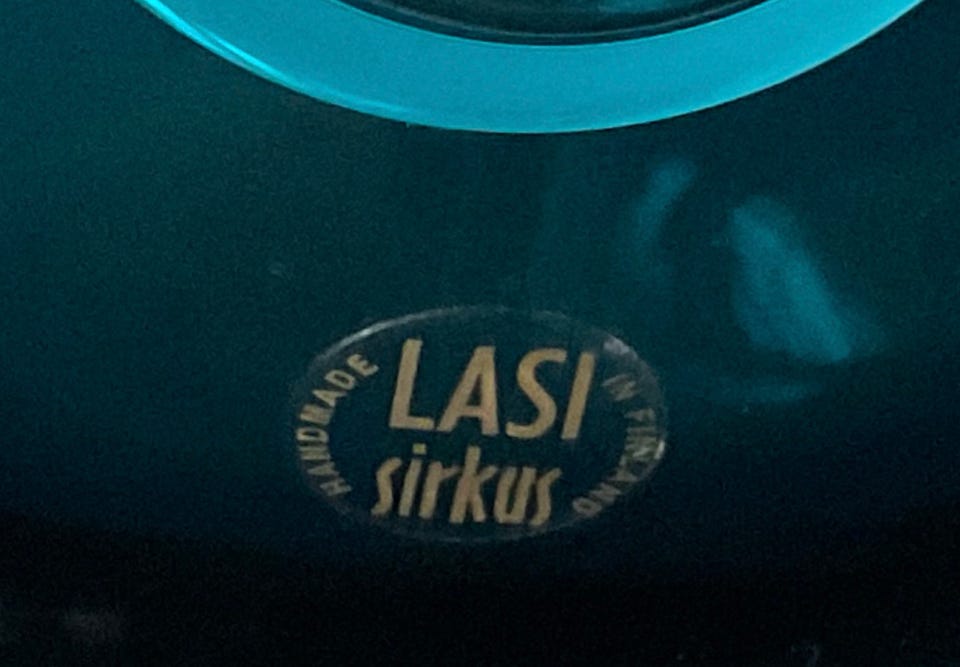 HANDMADE
LASI
sirkus
IN FINLAND